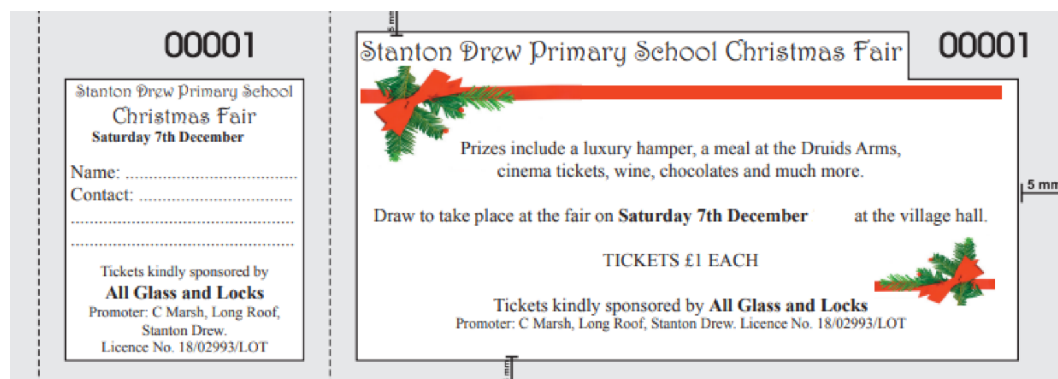 00001
Stanton Drew Primary School
Christmas Fair
Saturday 7th December
Name: ................................................
Contact: ............................................
................................................................
................................................................
Tickets kindly sponsored by
All Glass and Locks
Promoter: C Marsh, Long Roof,
Stanton Drew.
Licence No. 18/02993/LOT
5 mm
Stanton Drew Primary School Christmas Fair
00001
Prizes include a luxury hamper, a meal at the Druids Arms,
cinema tickets, wine, chocolates and much more.
5 mm
Draw to take place at the fair on Saturday 7th December at the village hall.
TICKETS £1 EACH
Tickets kindly sponsored by All Glass and Locks
Promoter: C Marsh, Long Roof, Stanton Drew. Licence No. 18/02993/LOT
mm